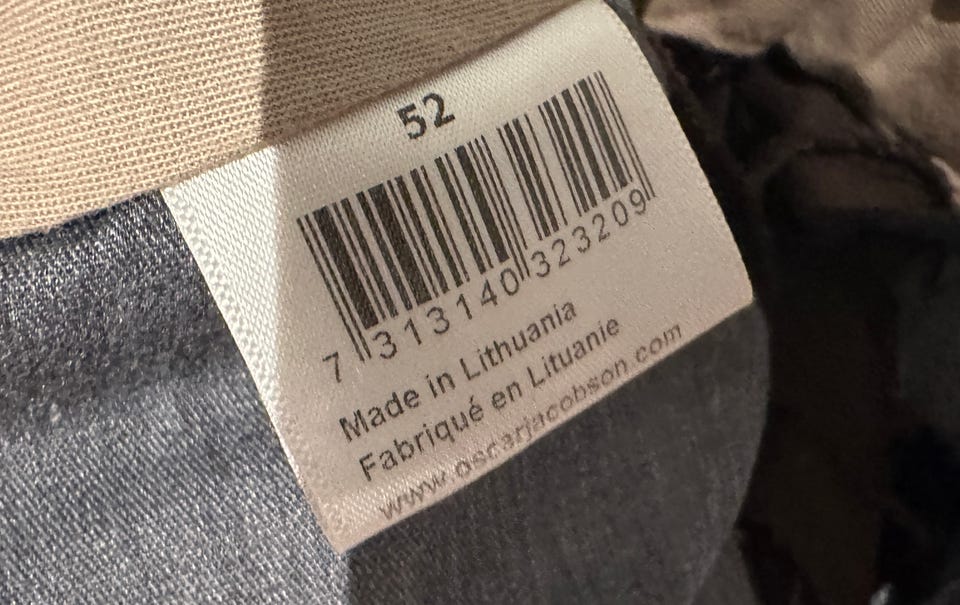 52
7 313140 323209
Made in Lithuania
Fabriqué en Lituanie
www.oscarjacobson.com